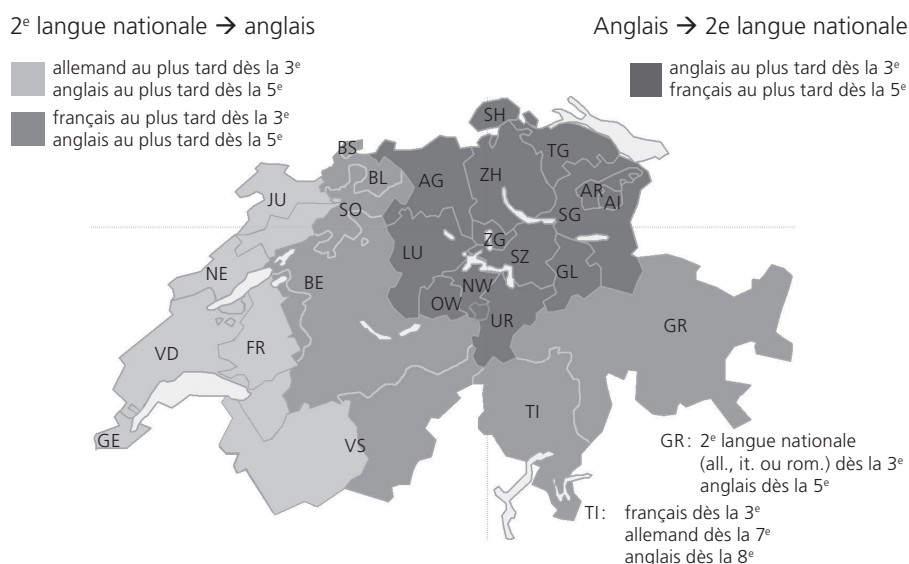 2e langue nationale → anglais
Anglais → 2e langue nationale
allemand au plus tard dès la 3e
anglais au plus tard dès la 5e
français au plus tard dès la 3e
anglais au plus tard dès la 5e
anglais au plus tard dès la 3e
français au plus tard dès la 5e
SH
BS
TG
BL
AG
ZH
JU
AR
AI
SO
SG
ZG
LU
SZ
NE
GL
BE
NW
OW
UR
GR
VD
FR
TI
GE
VS
GR: 2e langue nationale
(all., it. ou rom.) dès la 3e
anglais dès la 5e
TI: français dès la 3e
allemand dès la 7e
anglais dès la 8e